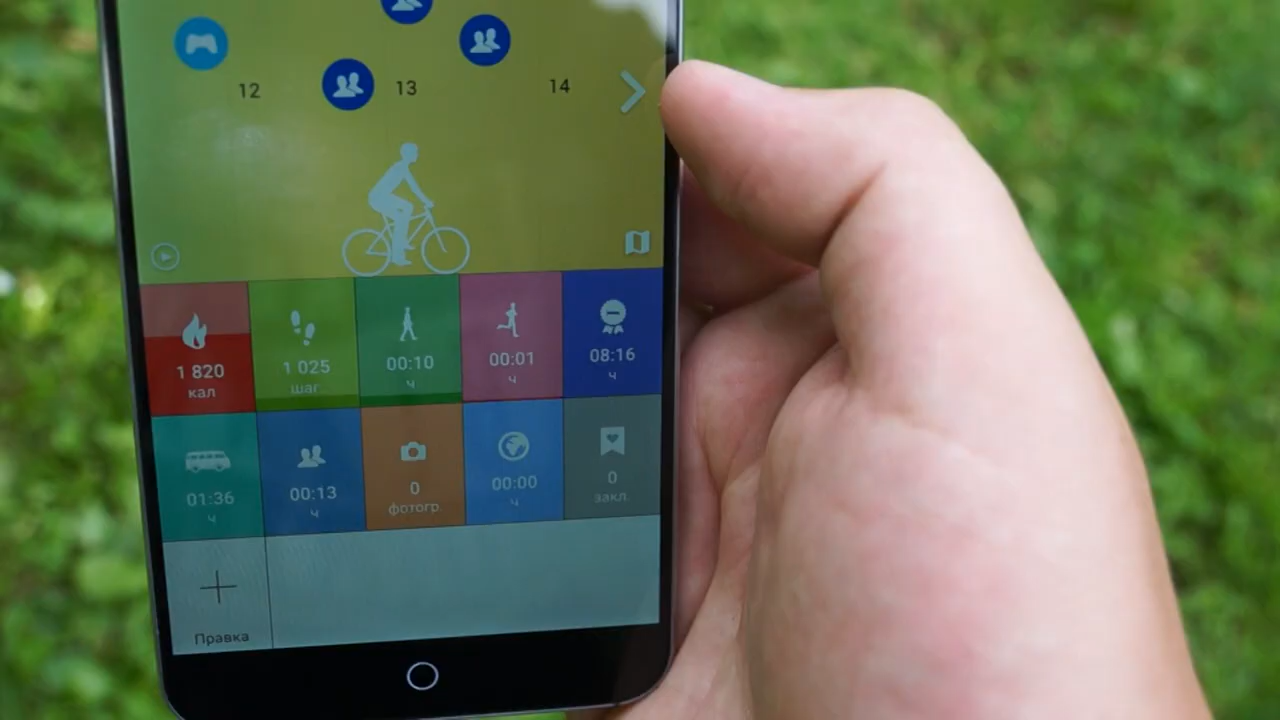 12 13 14
1 820 1 025 00:10 00:01 08:16
кал шаг ч ч ч
01:36 00:13 0 00:00 0
ч ч фотогр. ч закл.
Правка